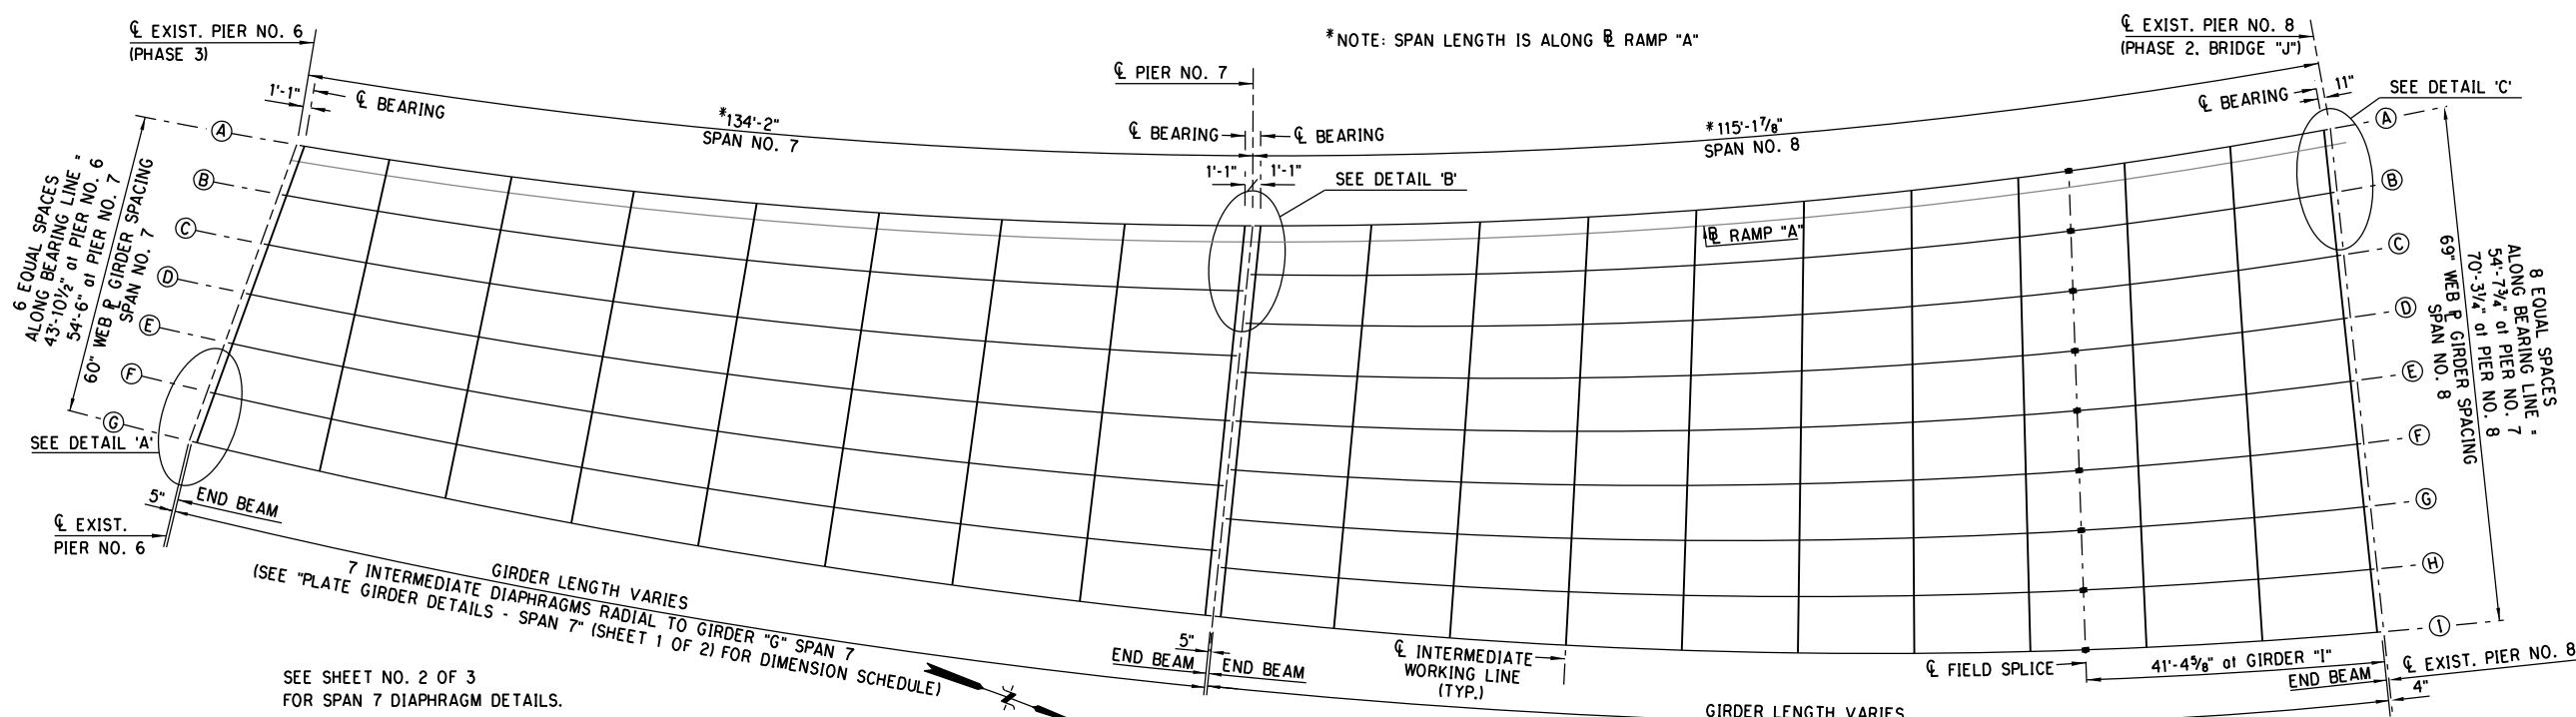 ℄ EXIST. PIER NO. 6
(PHASE 3)
*NOTE: SPAN LENGTH IS ALONG ℄ RAMP "A"
℄ EXIST. PIER NO. 8
(PHASE 2, BRIDGE "J")
℄ PIER NO. 7
1'-1"
℄ BEARING
*134'-2"
SPAN NO. 7
℄ BEARING
℄ BEARING
1'-1"
1'-1"
SEE DETAIL 'B'
*115'-1⅞"
SPAN NO. 8
℄ BEARING
11"
SEE DETAIL 'C'
A
B
C
D
E
F
G
6 EQUAL SPACES
ALONG BEARING LINE =
43'-10½" at PIER NO. 6
54'-6" at PIER NO. 7
60" WEB ℄ GIRDER SPACING
SPAN NO. 7
SEE DETAIL 'A'
5"
END BEAM
℄ EXIST.
PIER NO. 6
RAMP "A"
A
B
C
D
E
F
G
H
I
8 EQUAL SPACES
ALONG BEARING LINE =
54'-7¾" at PIER NO. 7
70'-3¼" at PIER NO. 8
69" WEB ℄ GIRDER SPACING
SPAN NO. 8
GIRDER LENGTH VARIES
7 INTERMEDIATE DIAPHRAGMS RADIAL TO GIRDER "G" SPAN 7
(SEE "PLATE GIRDER DETAILS - SPAN 7" (SHEET 1 OF 2) FOR DIMENSION SCHEDULE)
SEE SHEET NO. 2 OF 3
FOR SPAN 7 DIAPHRAGM DETAILS.
N
5"
END BEAM
END BEAM
℄ INTERMEDIATE
WORKING LINE
(TYP.)
℄ FIELD SPLICE
41'-4⅝" at GIRDER "I"
END BEAM
℄ EXIST. PIER NO. 8
4"
GIRDER LENGTH VARIES